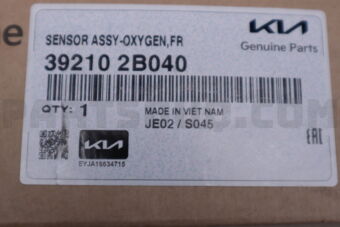 e
SENSOR ASSY-OXYGEN,FR
KIA
Genuine Parts
39210 2B040
QTY: 1
MADE IN VIET NAM
JE02 / S045
KIA
EYJA16634715
EAC